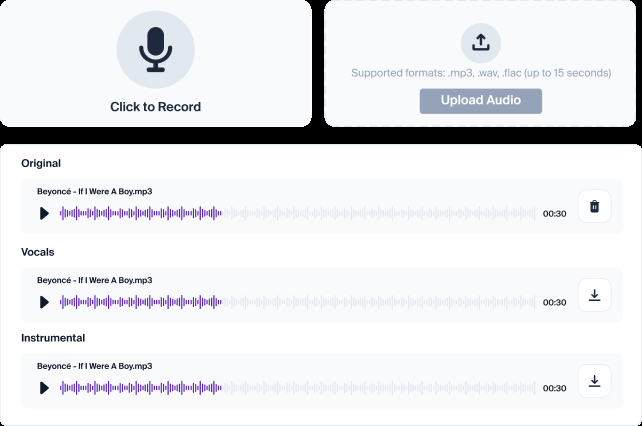 Click to Record
Supported formats: .mp3, .wav, .flac (up to 15 seconds)
Upload Audio
Original
Beyoncé - If I Were A Boy.mp3
00:30
Vocals
Beyoncé - If I Were A Boy.mp3
00:30
Instrumental
Beyoncé - If I Were A Boy.mp3
00:30